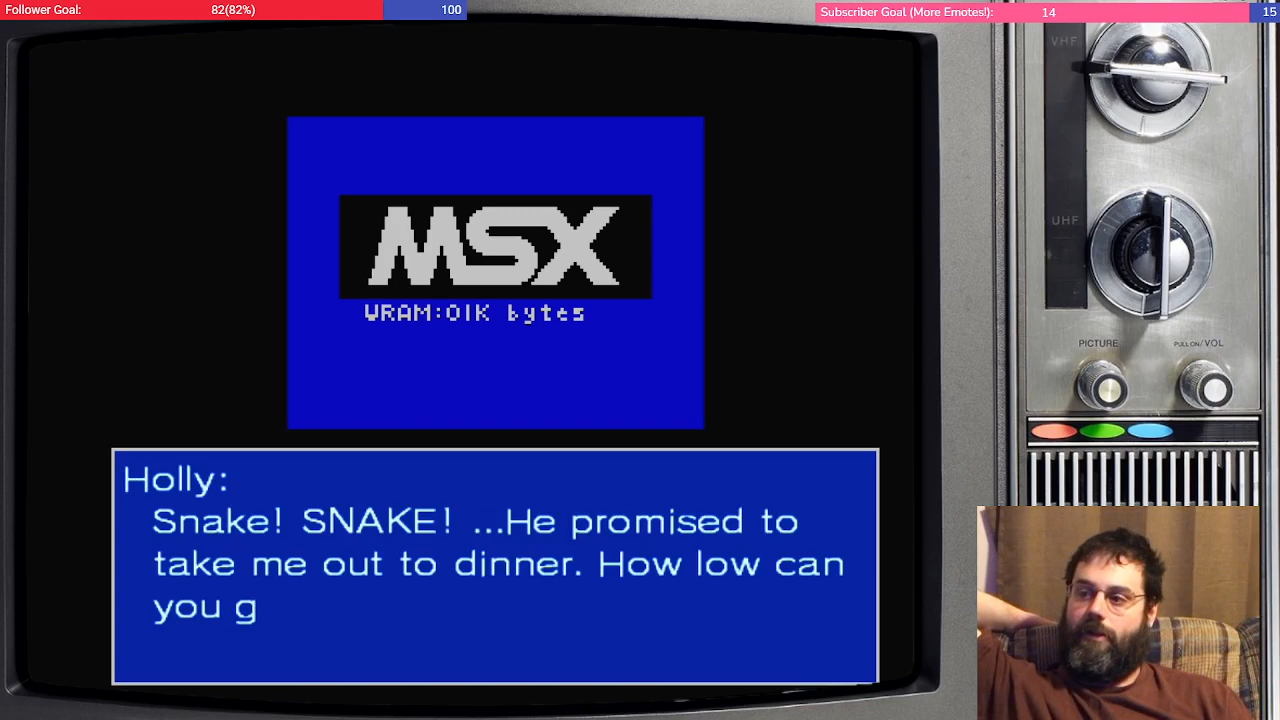 Follower Goal: 82(82%) 100
Subscriber Goal (More Emotes!): 14 15
VHF
MSX
UHF
VRAM:01K bytes
PICTURE PULL ON/VOL
Holly:
Snake! SNAKE! ...He promised to
take me out to dinner. How low can
you g